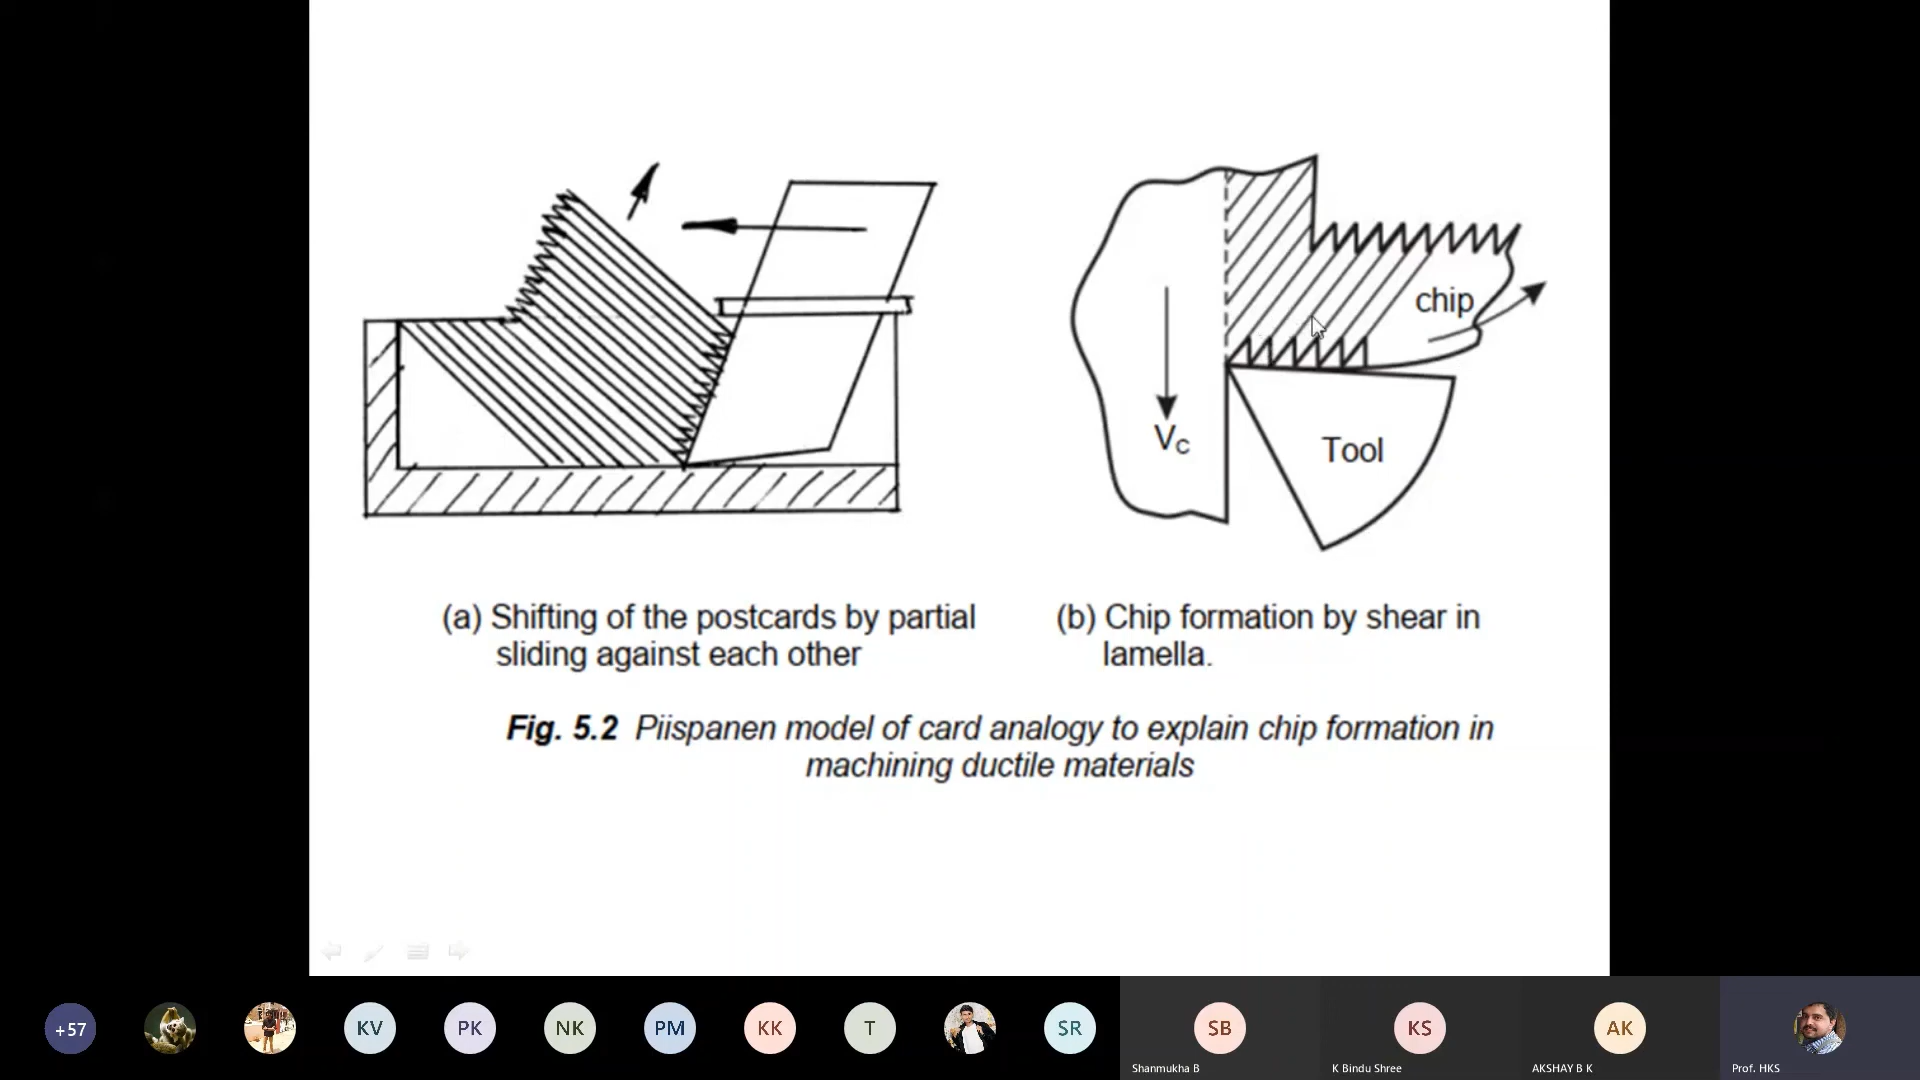 chip
Vc
Tool
(a) Shifting of the postcards by partial
sliding against each other
(b) Chip formation by shear in
lamella.
Fig. 5.2 Piispanen model of card analogy to explain chip formation in
machining ductile materials
+57
KV
PK
NK
PM
KK
T
SR
SB
Shanmukha B
KS
K Bindu Shree
AK
AKSHAY B K
Prof. HKS